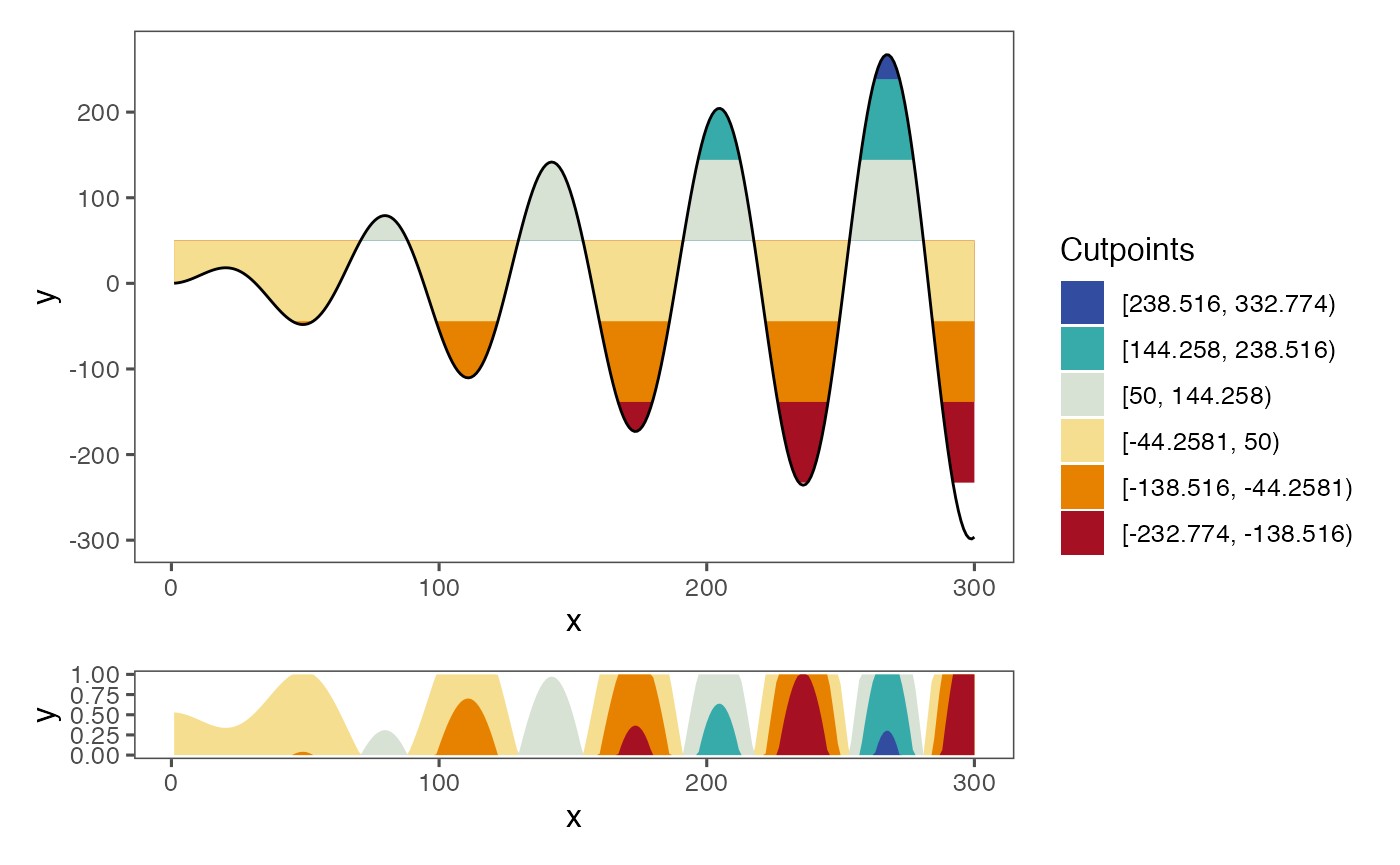 200
100
0
-100
-200
-300
y
0 100 200 300
x
Cutpoints
[238.516, 332.774)
[144.258, 238.516)
[50, 144.258)
[-44.2581, 50)
[-138.516, -44.2581)
[-232.774, -138.516)
1.00
0.75
0.50
0.25
0.00
y
0 100 200 300
x